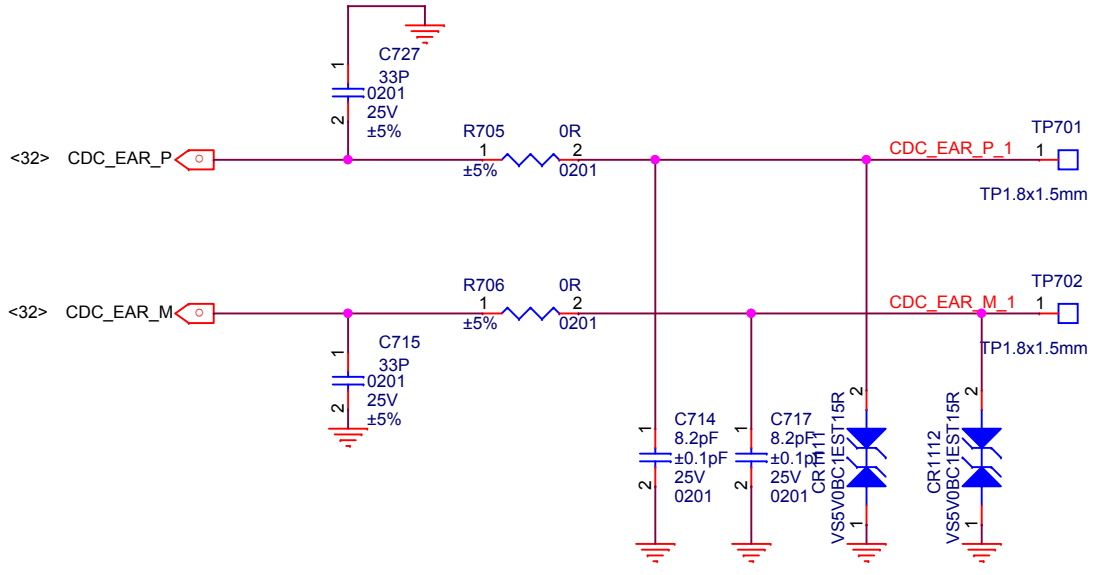 1
C727
33P
0201
25V
±5%
2
<32> CDC_EAR_P
R705
0R
1
2
±5%
0201
CDC_EAR_P_1
TP701
1
TP1.8x1.5mm
<32> CDC_EAR_M
R706
0R
1
2
±5%
0201
CDC_EAR_M_1
TP702
1
TP1.8x1.5mm
1
C715
33P
0201
25V
±5%
2
1
C714
8.2pF
±0.1pF
25V
0201
2
1
C717
8.2pF
±0.1pF
25V
0201
2
2
CR1111
VS5V0BC1EST15R
1
2
CR1112
VS5V0BC1EST15R
1